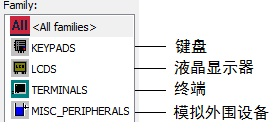 Family:
All <All families>
KEYPADS 键盘
LCDS 液晶显示器
TERMINALS 终端
MISC_PERIPHERALS 模拟外围设备